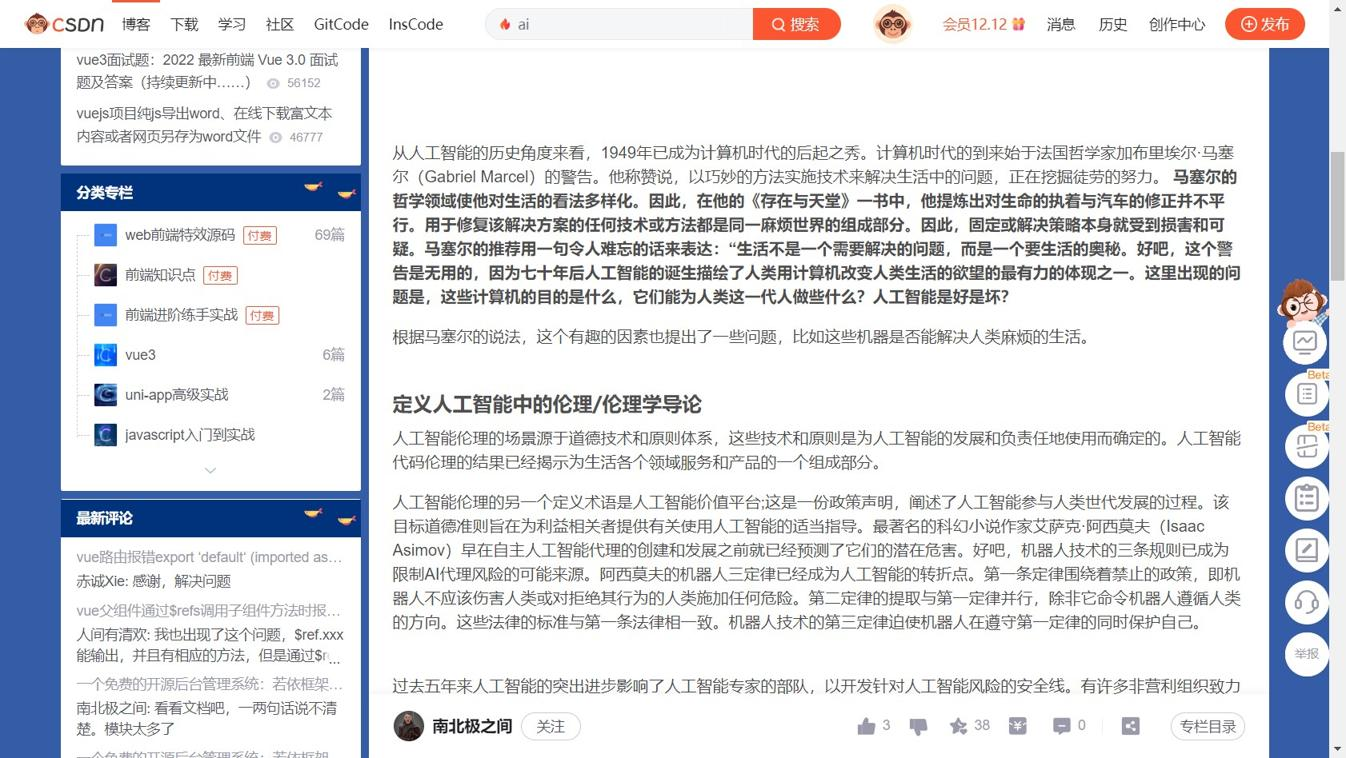 CSDN 博客 下载 学习 社区 GitCode InsCode ai 搜索 会员12.12 消息 历史 创作中心 发布
vue3面试题：2022 最新前端 Vue 3.0 面试
题及答案（持续更新中……） 56152
vuejs项目纯js导出word、在线下载富文本
内容或者网页另存为word文件 46777
分类专栏
web前端特效源码 付费 69篇
前端知识点 付费
前端进阶练手实战 付费
vue3 6篇
uni-app高级实战 2篇
javascript入门到实战
最新评论
vue路由报错export 'default' (imported as…
赤诚Xie: 感谢，解决问题
vue父组件通过$refs调用子组件方法时报…
人间有清欢: 我也出现了这个问题，$ref.xxx
能输出，并且有相应的方法，但是通过$r...
一个免费的开源后台管理系统：若依框架…
南北极之间: 看看文档吧，一两句话说不清
楚。模块太多了
一个免费的开源后台管理系统：若依框架…
从人工智能的历史角度来看，1949年已成为计算机时代的后起之秀。计算机时代的到来始于法国哲学家加布里埃尔·马塞
尔（Gabriel Marcel）的警告。他称赞说，以巧妙的方法实施技术来解决生活中的问题，正在挖掘徒劳的努力。 马塞尔的
哲学领域使他对生活的看法多样化。因此，在他的《存在与天堂》一书中，他提炼出对生命的执着与汽车的修正并不平
行。用于修复该解决方案的任何技术或方法都是同一麻烦世界的组成部分。因此，固定或解决策略本身就受到损害和可
疑。马塞尔的推荐用一句令人难忘的话来表达：“生活不是一个需要解决的问题，而是一个要生活的奥秘。好吧，这个警
告是无用的，因为七十年后人工智能的诞生描绘了人类用计算机改变人类生活的欲望的最有力的体现之一。这里出现的问
题是，这些计算机的目的是什么，它们能为人类这一代人做些什么？人工智能是好是坏？
根据马塞尔的说法，这个有趣的因素也提出了一些问题，比如这些机器是否能解决人类麻烦的生活。
定义人工智能中的伦理/伦理学导论
人工智能伦理的场景源于道德技术和原则体系，这些技术和原则是为人工智能的发展和负责任地使用而确定的。人工智能
代码伦理的结果已经揭示为生活各个领域服务和产品的一个组成部分。
人工智能伦理的另一个定义术语是人工智能价值平台;这是一份政策声明，阐述了人工智能参与人类世代发展的过程。该
目标道德准则旨在为利益相关者提供有关使用人工智能的适当指导。最著名的科幻小说作家艾萨克·阿西莫夫（Isaac
Asimov）早在自主人工智能代理的创建和发展之前就已经预测了它们的潜在危害。好吧，机器人技术的三条规则已成为
限制AI代理风险的可能来源。阿西莫夫的机器人三定律已经成为人工智能的转折点。第一条定律围绕着禁止的政策，即机
器人不应该伤害人类或对拒绝其行为的人类施加任何危险。第二定律的提取与第一定律并行，除非它命令机器人遵循人类
的方向。这些法律的标准与第一条法律相一致。机器人技术的第三定律迫使机器人在遵守第一定律的同时保护自己。
过去五年来人工智能的突出进步影响了人工智能专家的部队，以开发针对人工智能风险的安全线。有许多非营利组织致力
南北极之间 关注 3 38 0 专栏目录
Beta
Beta
举报